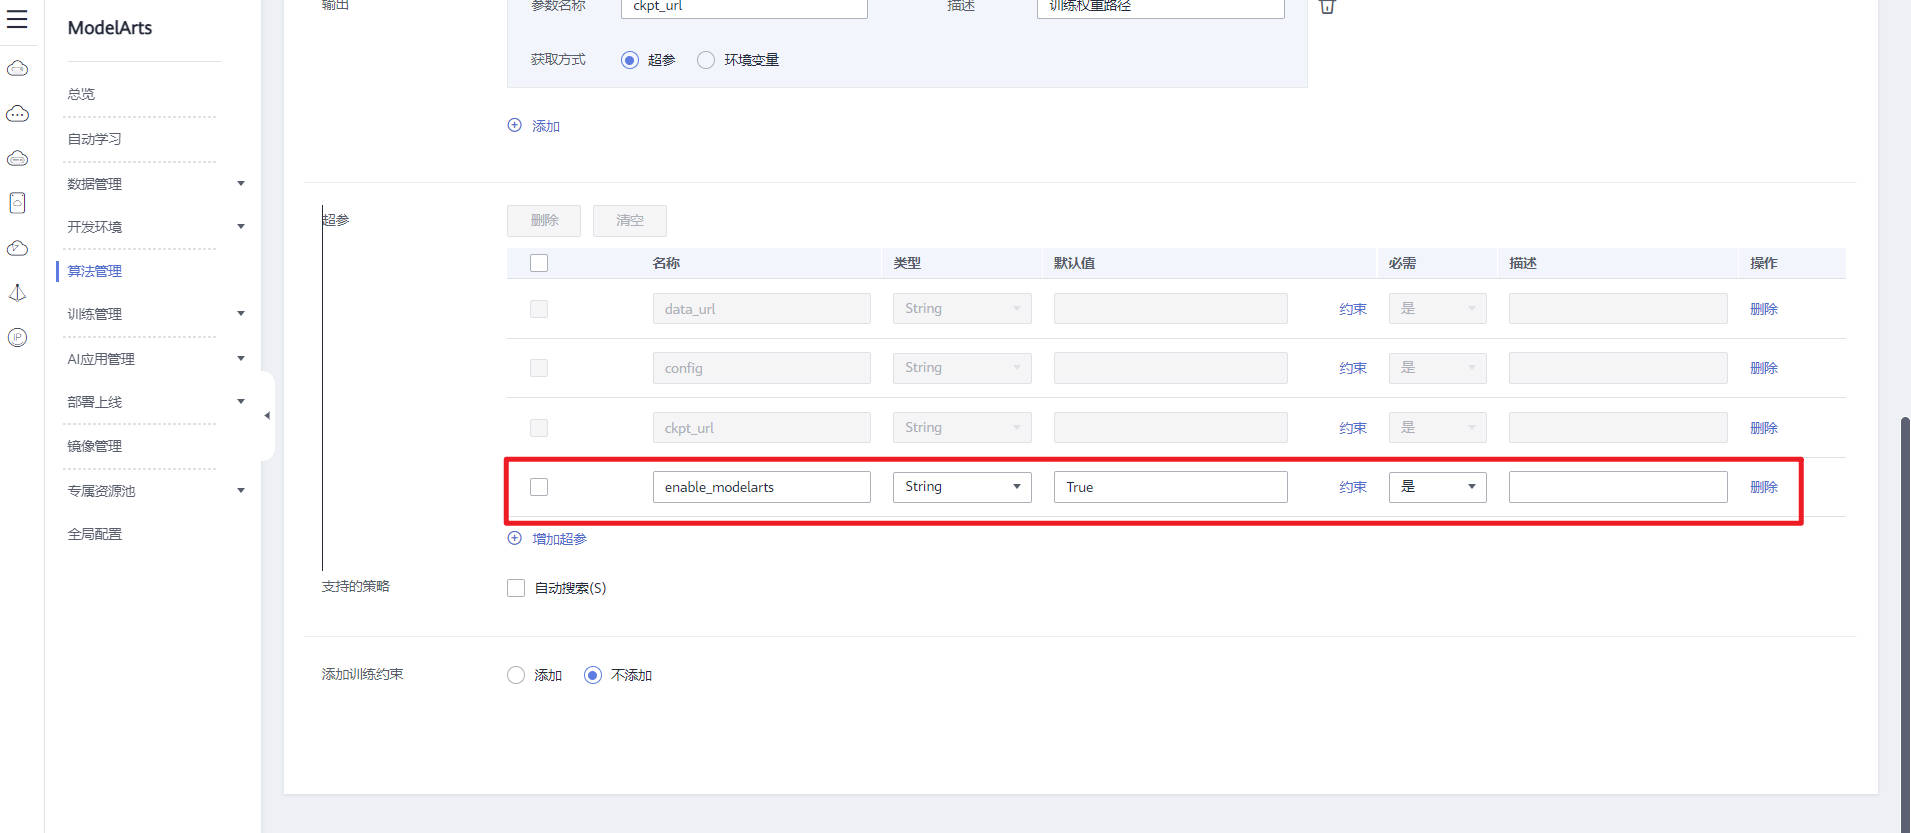 ModelArts
总览
自动学习
数据管理
开发环境
算法管理
训练管理
AI应用管理
部署上线
镜像管理
专属资源池
全局配置
IP
输出
参数名称 ckpt_url 描述 训练权重路径
获取方式 超参 环境变量
添加
超参 删除 清空
名称 类型 默认值 必需 描述 操作
data_url String 约束 是 删除
config String 约束 是 删除
ckpt_url String 约束 是 删除
enable_modelarts String True 约束 是 删除
增加超参
支持的策略 自动搜索(S)
添加训练约束 添加 不添加